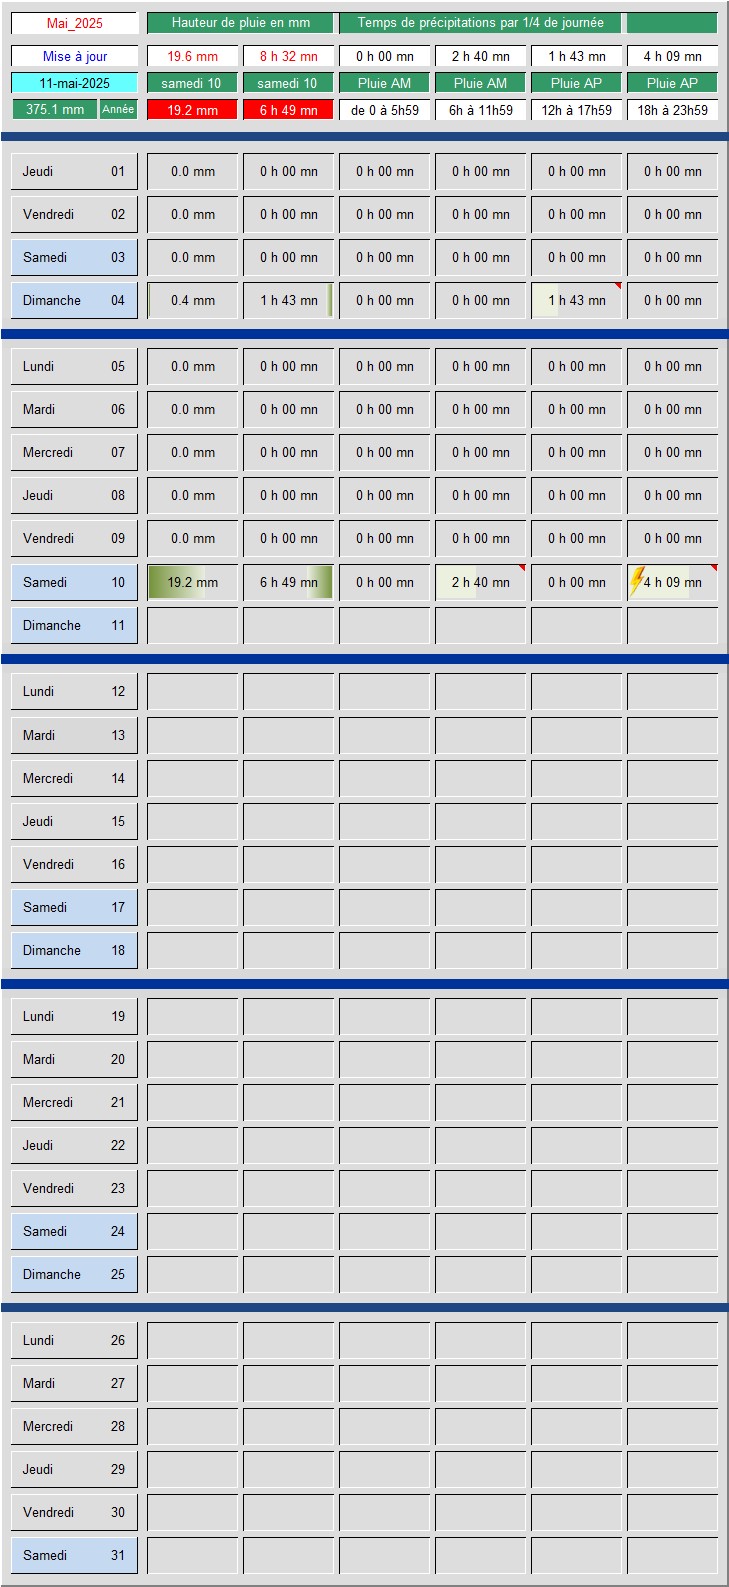 Mai_2025 Hauteur de pluie en mm Temps de précipitations par 1/4 de journée
Mise à jour 19.6 mm 8 h 32 mn 0 h 00 mn 2 h 40 mn 1 h 43 mn 4 h 09 mn
11-mai-2025 samedi 10 samedi 10 Pluie AM Pluie AM Pluie AP Pluie AP
375.1 mm Année 19.2 mm 6 h 49 mn de 0 à 5h59 6h à 11h59 12h à 17h59 18h à 23h59
Jeudi 01 0.0 mm 0 h 00 mn 0 h 00 mn 0 h 00 mn 0 h 00 mn 0 h 00 mn
Vendredi 02 0.0 mm 0 h 00 mn 0 h 00 mn 0 h 00 mn 0 h 00 mn 0 h 00 mn
Samedi 03 0.0 mm 0 h 00 mn 0 h 00 mn 0 h 00 mn 0 h 00 mn 0 h 00 mn
Dimanche 04 0.4 mm 1 h 43 mn 0 h 00 mn 0 h 00 mn 1 h 43 mn 0 h 00 mn
Lundi 05 0.0 mm 0 h 00 mn 0 h 00 mn 0 h 00 mn 0 h 00 mn 0 h 00 mn
Mardi 06 0.0 mm 0 h 00 mn 0 h 00 mn 0 h 00 mn 0 h 00 mn 0 h 00 mn
Mercredi 07 0.0 mm 0 h 00 mn 0 h 00 mn 0 h 00 mn 0 h 00 mn 0 h 00 mn
Jeudi 08 0.0 mm 0 h 00 mn 0 h 00 mn 0 h 00 mn 0 h 00 mn 0 h 00 mn
Vendredi 09 0.0 mm 0 h 00 mn 0 h 00 mn 0 h 00 mn 0 h 00 mn 0 h 00 mn
Samedi 10 19.2 mm 6 h 49 mn 0 h 00 mn 2 h 40 mn 0 h 00 mn 4 h 09 mn
Dimanche 11
Lundi 12
Mardi 13
Mercredi 14
Jeudi 15
Vendredi 16
Samedi 17
Dimanche 18
Lundi 19
Mardi 20
Mercredi 21
Jeudi 22
Vendredi 23
Samedi 24
Dimanche 25
Lundi 26
Mardi 27
Mercredi 28
Jeudi 29
Vendredi 30
Samedi 31